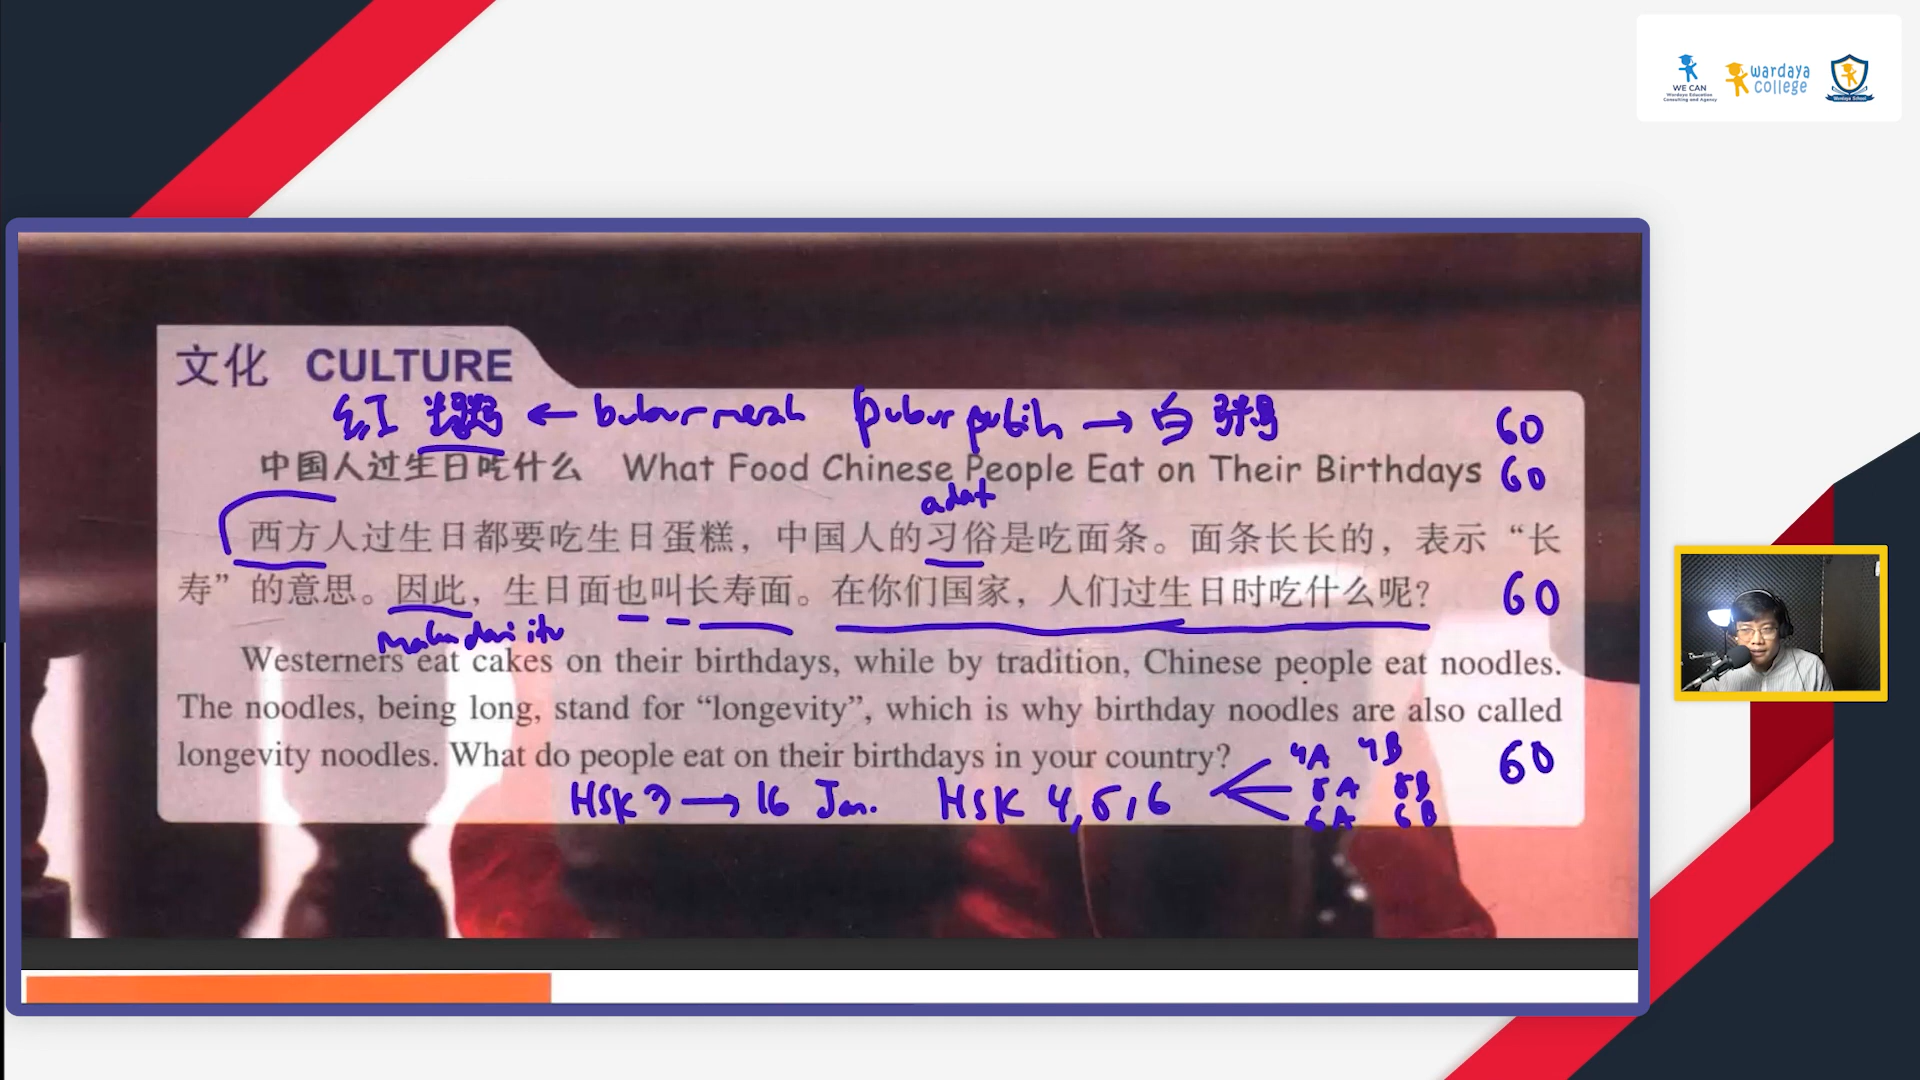 WE CAN
Wardaya Education
Consulting and Agency
wardaya
college
Wardaya School
文化 CULTURE
红 粥 ← bubur merah bubur putih → 白 粥 60
中国人过生日吃什么 What Food Chinese People Eat on Their Birthdays 60
adat
西方人过生日都要吃生日蛋糕，中国人的习俗是吃面条。面条长长的，表示“长
寿”的意思。因此，生日面也叫长寿面。在你们国家，人们过生日时吃什么呢？ 60
maka dari itu
Westerners eat cakes on their birthdays, while by tradition, Chinese people eat noodles.
The noodles, being long, stand for “longevity”, which is why birthday noodles are also called
longevity noodles. What do people eat on their birthdays in your country? 60
4A 4B
HSK 3 → 16 Jan. HSK 4,5,6 5A 5B
6A 6B